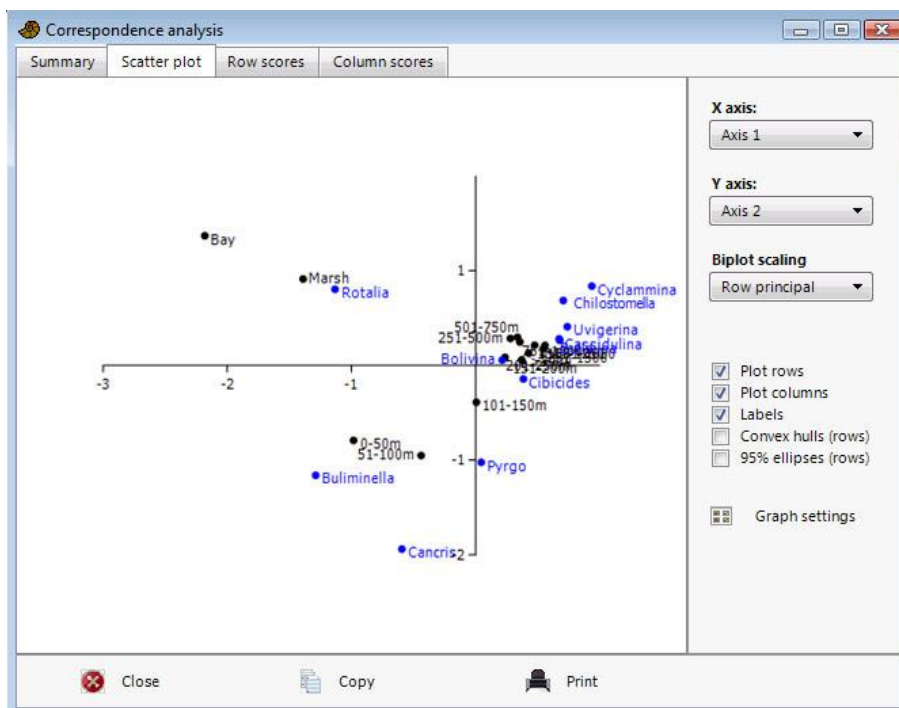 Correspondence analysis
Summary
Scatter plot
Row scores
Column scores
X axis:
Axis 1
Y axis:
Axis 2
Biplot scaling
Row principal
Plot rows
Plot columns
Labels
Convex hulls (rows)
95% ellipses (rows)
Graph settings
Bay
Marsh
Rotalia
1
Cyclammina
Chilostomella
501-750m
Uvigerina
251-500m
Cassidulina
Bolivina
151-200m
Cibicides
-3
-2
-1
101-150m
0-50m
51-100m
-1
Pyrgo
Buliminella
Cancris
-2
Close
Copy
Print